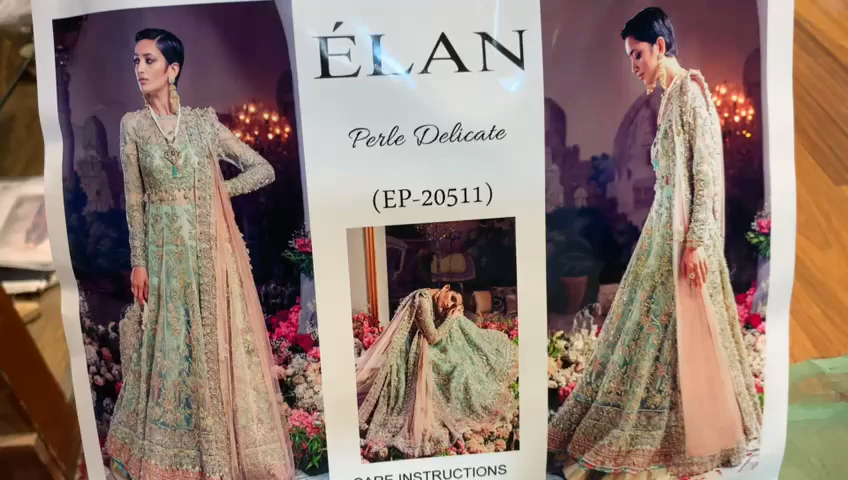 ÉLAN
Perle Delicate
(EP-20511)
CARE INSTRUCTIONS